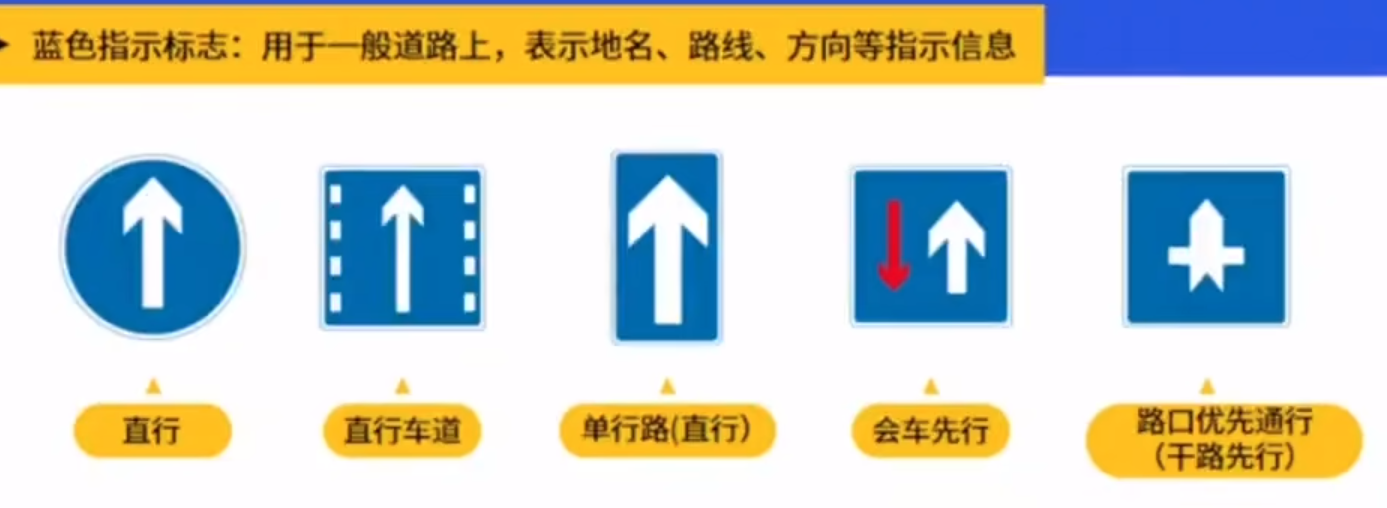 蓝色指示标志：用于一般道路上，表示地名、路线、方向等指示信息
直行
直行车道
单行路(直行）
会车先行
路口优先通行
（干路先行）